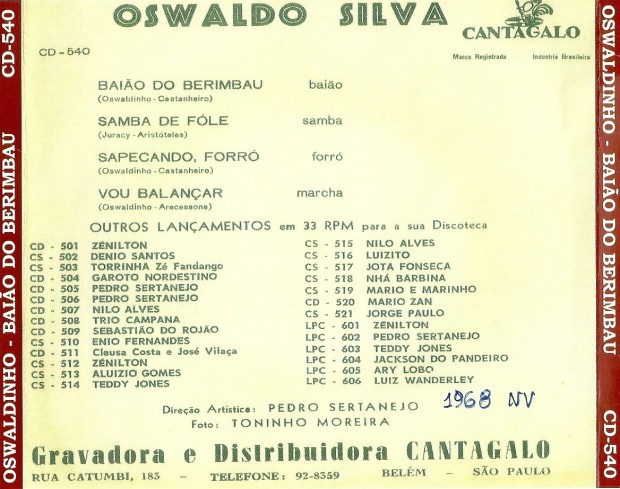 OSWALDO SILVA
CANTAGALO
CD-540
Marca Registrada Indústria Brasileira
BAIÃO DO BERIMBAU baião
(Oswaldinho - Castanheiro)
SAMBA DE FÓLE samba
(Juracy - Aristóteles)
SAPECANDO, FORRÓ forró
(Oswaldinho - Castanheiro)
VOU BALANÇAR marcha
(Oswaldinho - Aracessone)
OUTROS LANÇAMENTOS em 33 RPM para a sua Discoteca
CD - 501 ZÉNILTON
CS - 502 DENIO SANTOS
CS - 503 TORRINHA Zé Fandango
CD - 504 GAROTO NORDESTINO
CD - 505 PEDRO SERTANEJO
CD - 506 PEDRO SERTANEJO
CD - 507 NILO ALVES
CD - 508 TRIO CAMPANA
CD - 509 SEBASTIÃO DO ROJÃO
CS - 510 ENIO FERNANDES
CD - 511 Cleusa Costa e José Vilaça
CS - 512 ZÉNILTON
CS - 513 ALUIZIO GOMES
CS - 514 TEDDY JONES
CS - 515 NILO ALVES
CS - 516 LUIZITO
CS - 517 JOTA FONSECA
CS - 518 NHÁ BARBINA
CS - 519 MARIO E MARINHO
CD - 520 MARIO ZAN
CS - 521 JORGE PAULO
LPC - 601 ZÉNILTON
LPC - 602 PEDRO SERTANEJO
LPC - 603 TEDDY JONES
LPC - 604 JACKSON DO PANDEIRO
LPC - 605 ARY LOBO
LPC - 606 LUIZ WANDERLEY
Direção Artística: PEDRO SERTANEJO
Foto: TONINHO MOREIRA
1968 NV
Gravadora e Distribuidora CANTAGALO
RUA CATUMBI, 183 - TELEFONE: 92-8359 BELÉM - SÃO PAULO
OSWALDINHO - BAIÃO DO BERIMBAU CD-540
OSWALDINHO - BAIÃO DO BERIMBAU CD-540